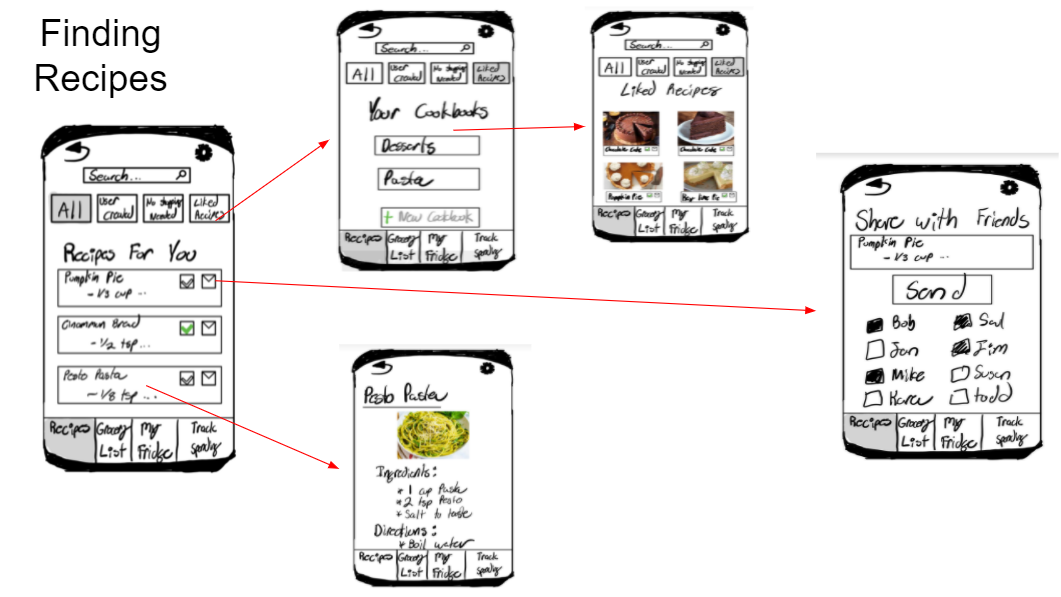 Finding
Recipes
Search...
All
User
Created
No shopping
Needed
Liked
Recipes
Recipes For You
Pumpkin Pie
- 1/3 cup ...
Cinammun Bread
- 1/2 tsp ...
Pesto Pasta
- 1/8 tsp ...
Recipes
Grocery
List
My
Fridge
Track
Spending
Search...
All
User
Created
No shopping
Needed
Liked
Recipes
Your Cookbooks
Desserts
Pasta
+ New Cookbook
Recipes
Grocery
List
My
Fridge
Track
Spending
Search...
All
User
Created
No shopping
Needed
Liked
Recipes
Liked Recipes
Chocolate Cake
Chocolate Cake
Pumpkin Pie
Key lime Pie
Recipes
Grocery
List
My
Fridge
Track
Spending
Pesto Pasta
Ingredients:
* 1 cup Pasta
* 2 tsp Pesto
* Salt to taste
Directions:
* Boil water
Recipes
Grocery
List
My
Fridge
Track
Spending
Share with Friends
Pumpkin Pie
- 1/3 cup ...
Send
Bob
Sal
Jan
Jim
Mike
Susan
Kara
todd
Recipes
Grocery
List
My
Fridge
Track
Spending